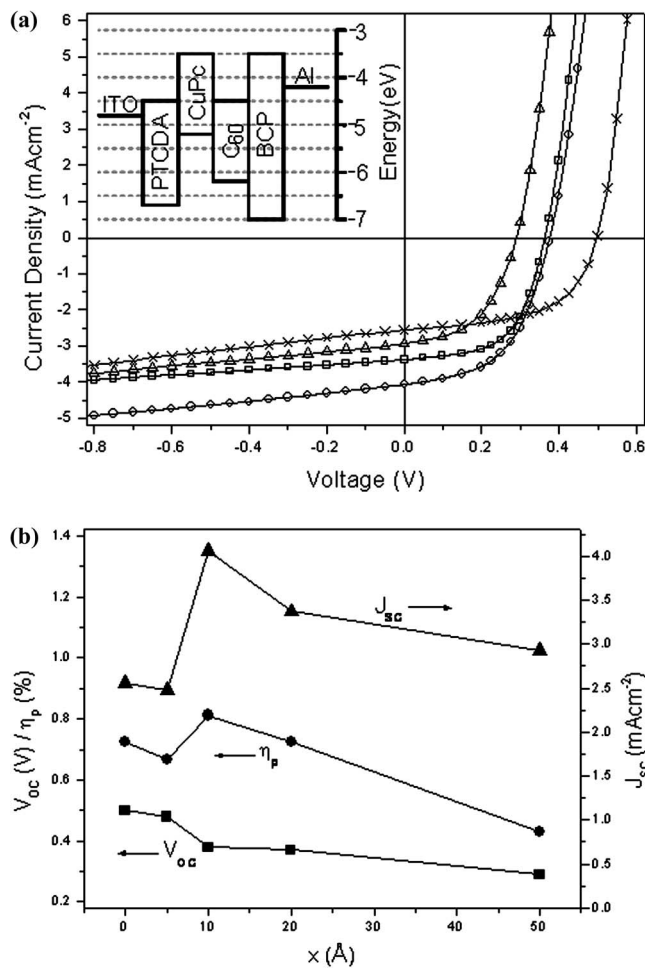 (a)
6
5
4
3
2
1
0
-1
-2
-3
-4
-5
Current Density (mAcm-2)
ITO
PTCDA
CuPc
C60
BCP
Al
-3
-4
-5
-6
-7
Energy(eV)
-0.8 -0.6 -0.4 -0.2 0.0 0.2 0.4 0.6
Voltage (V)
(b)
1.4
1.2
1.0
0.8
0.6
0.4
0.2
Voc (V) / ηp (%)
Jsc
ηp
Voc
4.0
3.5
3.0
2.5
2.0
1.5
1.0
0.5
0.0
Jsc (mAcm-2)
0 10 20 30 40 50
x (Å)